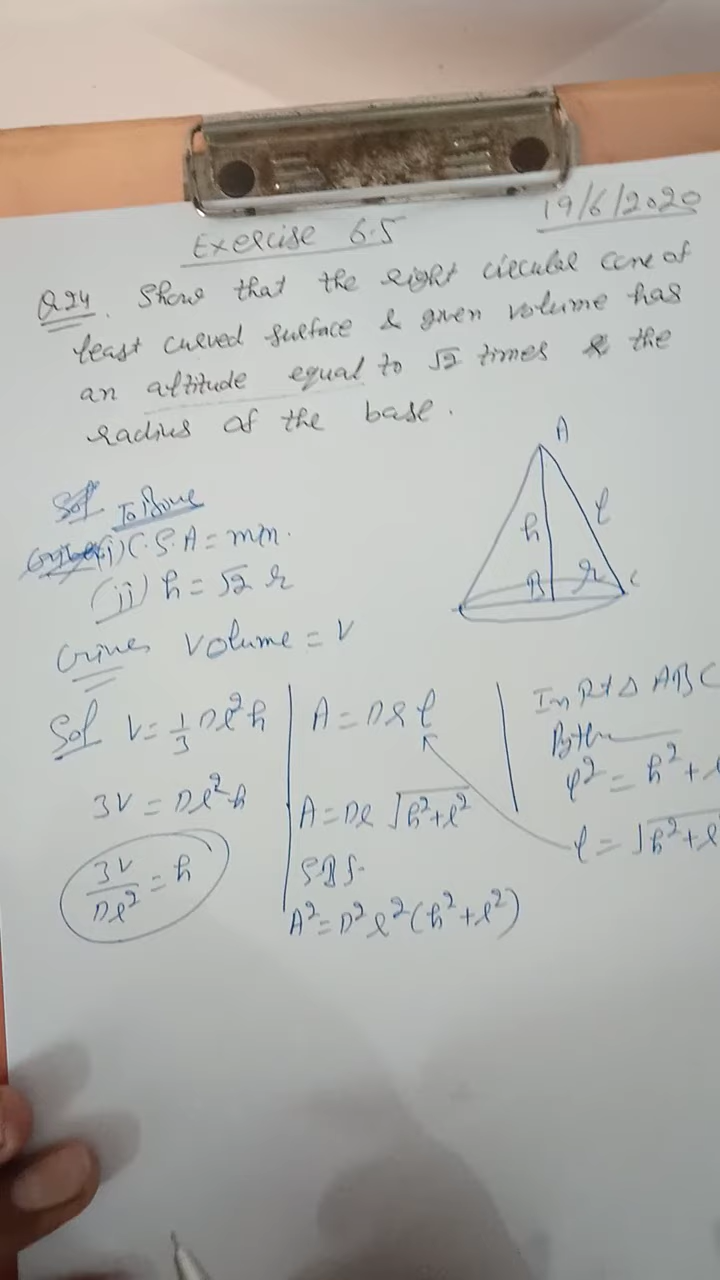 19/6/2020
Exercise 6.5
Q24. Show that the right circular cone of
least curved surface & given volume has
an altitude equal to √2 times the
radius of the base.
Sol To Prove
(i) C.S.A = min.
(ii) h = √2 r
Given Volume = V
A
h
l
B
r
C
Sol V = 1/3 πr²h
3V = πr²h
3V/πr² = h
A = πrl
A = πr √h²+r²
S.B.S.
A² = π²r²(h²+r²)
In Rt Δ ABC
Pyth
l² = h² +
l = √h²+r²